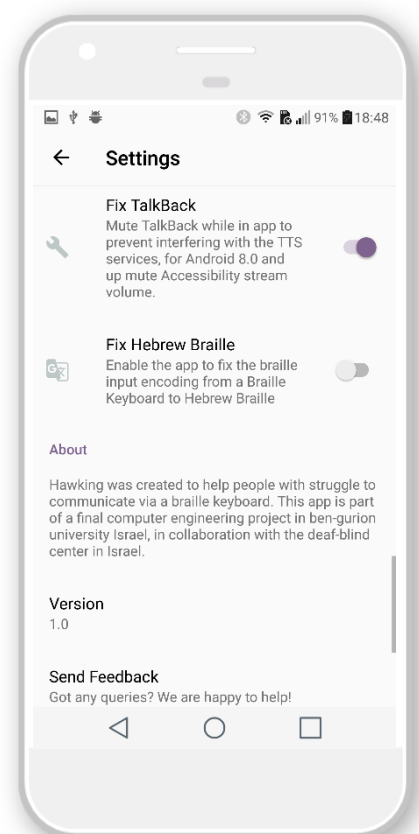 91% 18:48
Settings
Fix TalkBack
Mute TalkBack while in app to
prevent interfering with the TTS
services, for Android 8.0 and
up mute Accessibility stream
volume.
Fix Hebrew Braille
Enable the app to fix the braille
input encoding from a Braille
Keyboard to Hebrew Braille
About
Hawking was created to help people with struggle to
communicate via a braille keyboard. This app is part
of a final computer engineering project in ben-gurion
university Israel, in collaboration with the deaf-blind
center in Israel.
Version
1.0
Send Feedback
Got any queries? We are happy to help!